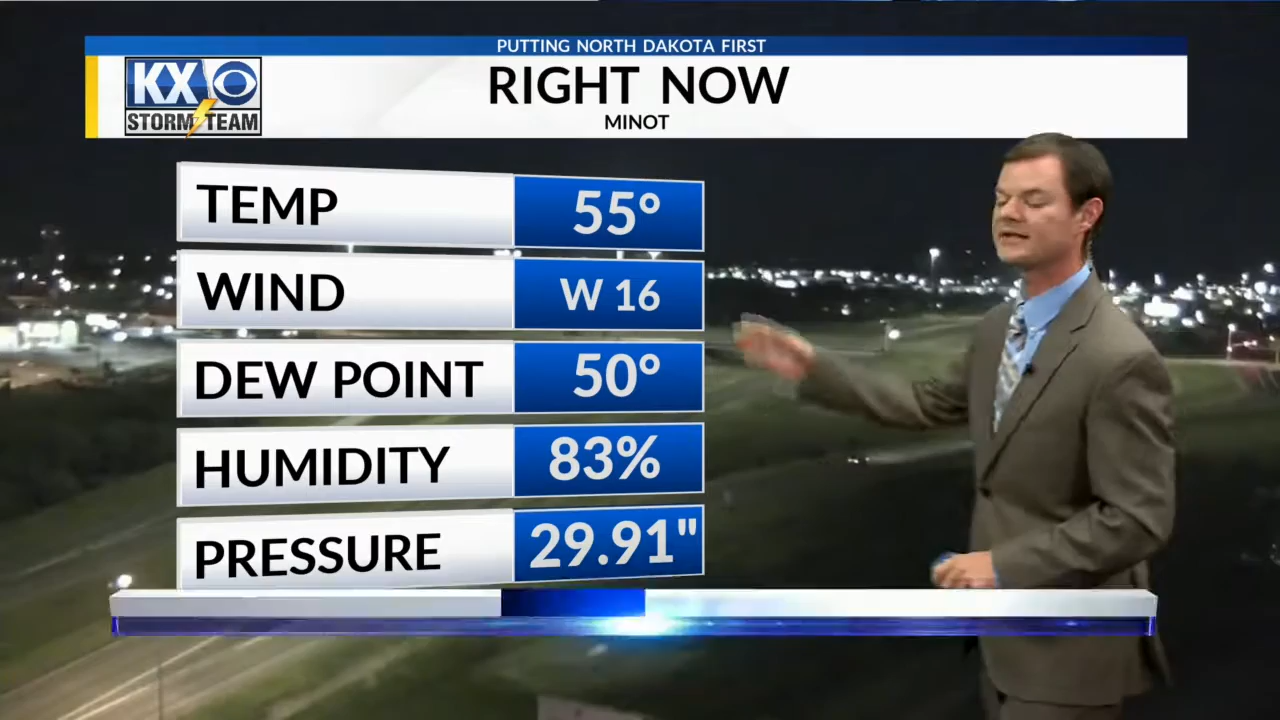 PUTTING NORTH DAKOTA FIRST
RIGHT NOW
MINOT
KX
STORM TEAM
TEMP 55°
WIND W 16
DEW POINT 50°
HUMIDITY 83%
PRESSURE 29.91"